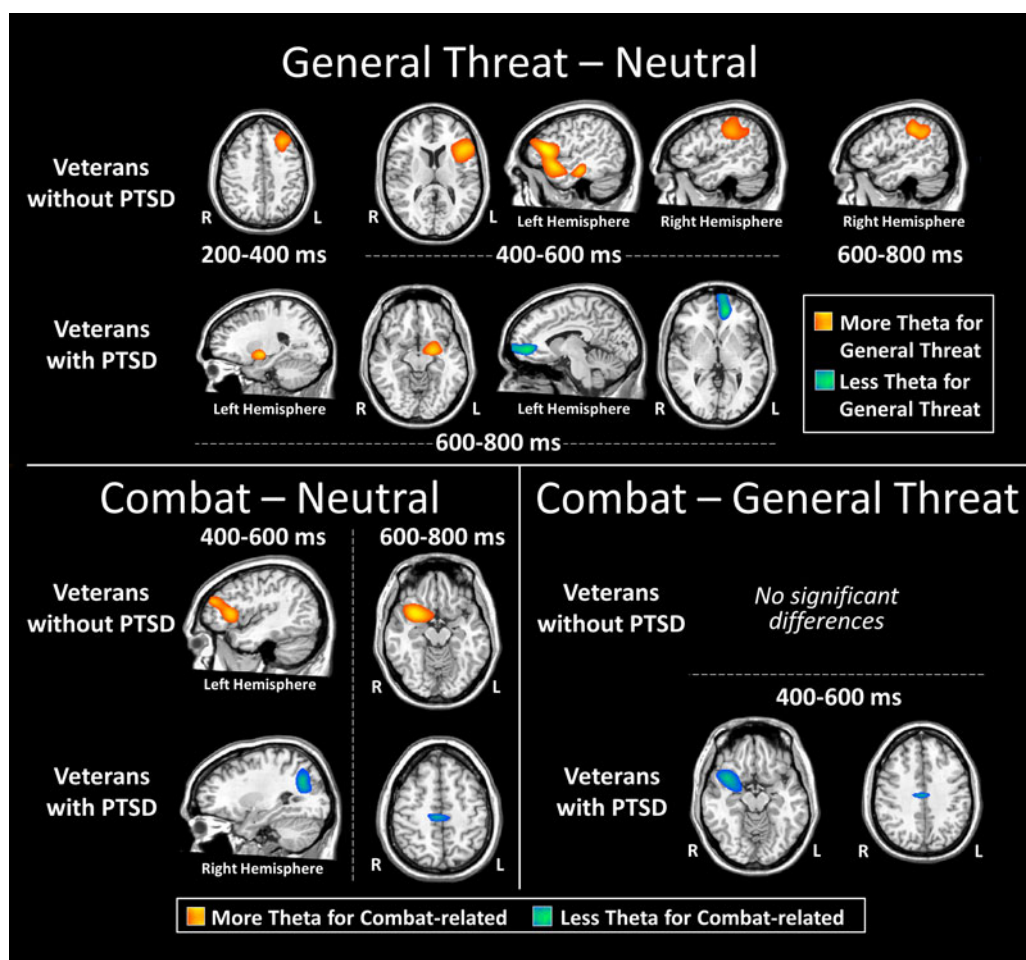 General Threat – Neutral
Veterans
without PTSD
R
L
R
L
Left Hemisphere
Right Hemisphere
Right Hemisphere
200-400 ms
400-600 ms
600-800 ms
Veterans
with PTSD
Left Hemisphere
R
L
Left Hemisphere
R
L
600-800 ms
More Theta for
General Threat
Less Theta for
General Threat
Combat – Neutral
400-600 ms
600-800 ms
Veterans
without PTSD
Left Hemisphere
R
L
Veterans
with PTSD
Right Hemisphere
R
L
Combat – General Threat
Veterans
without PTSD
No significant
differences
400-600 ms
Veterans
with PTSD
R
L
R
L
More Theta for Combat-related
Less Theta for Combat-related